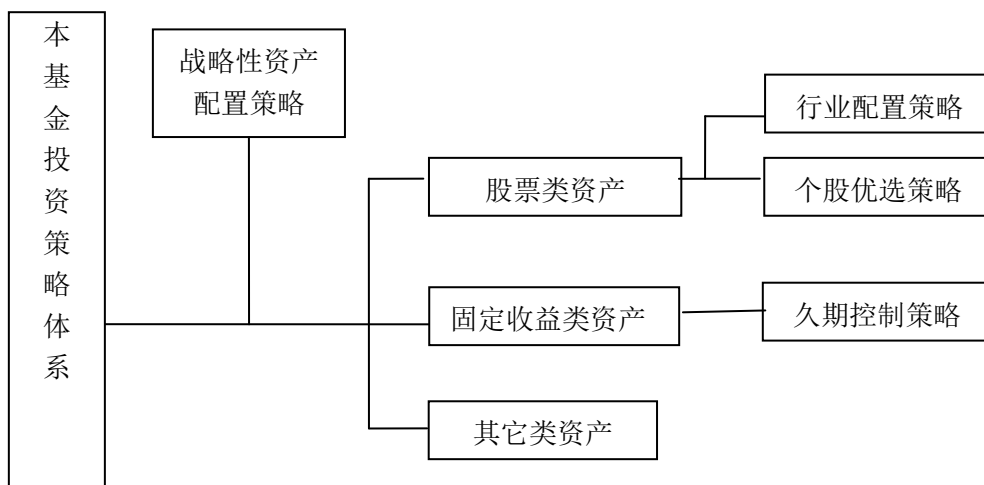 本基金投资策略体系
战略性资产
配置策略
行业配置策略
股票类资产
个股优选策略
固定收益类资产
久期控制策略
其它类资产